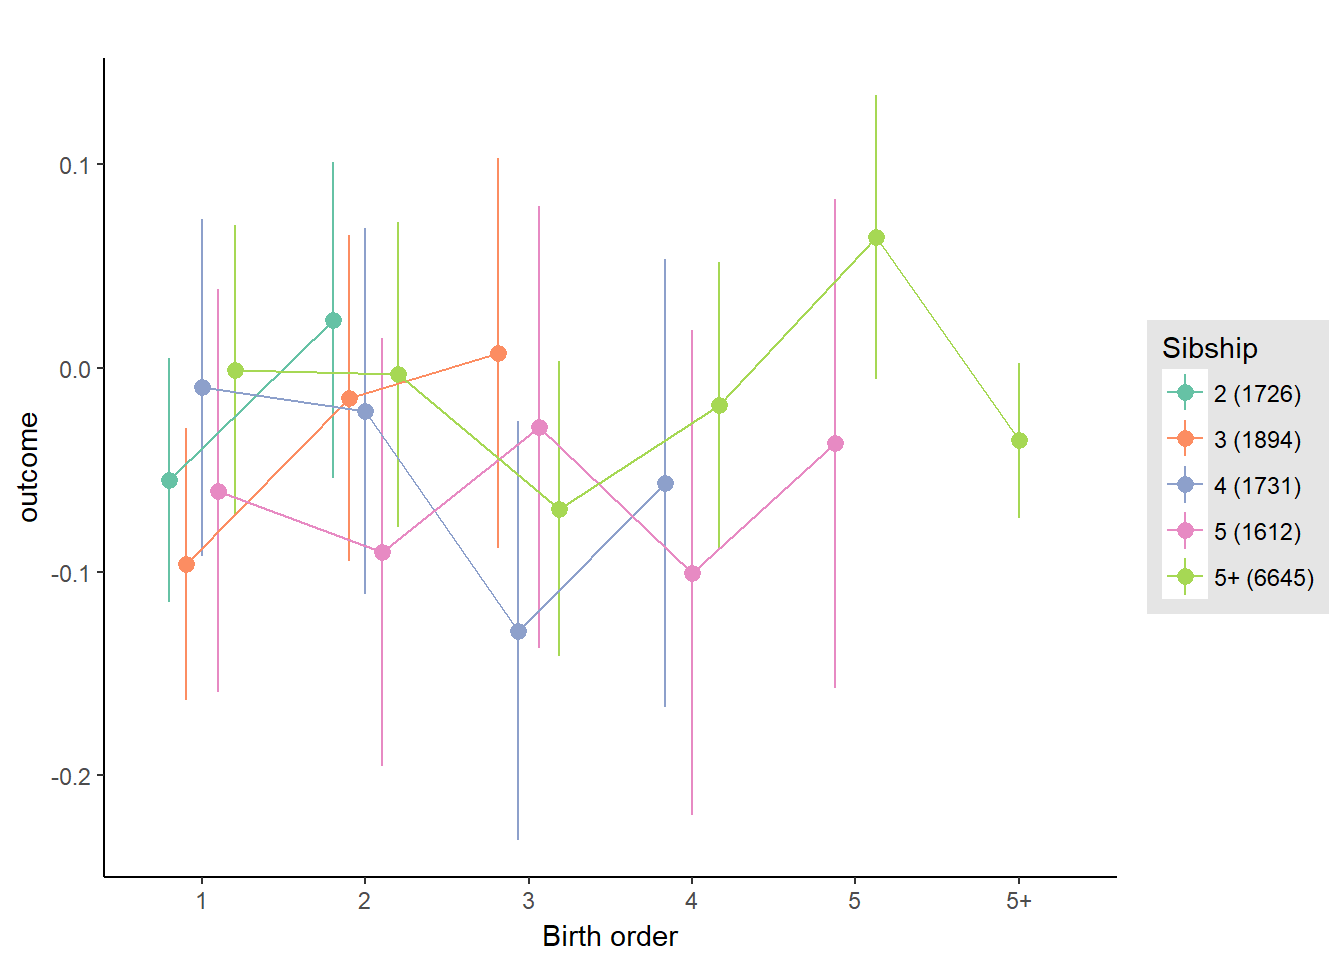 0.1
0.0
-0.1
-0.2
outcome
1 2 3 4 5 5+
Birth order
Sibship
2 (1726)
3 (1894)
4 (1731)
5 (1612)
5+ (6645)